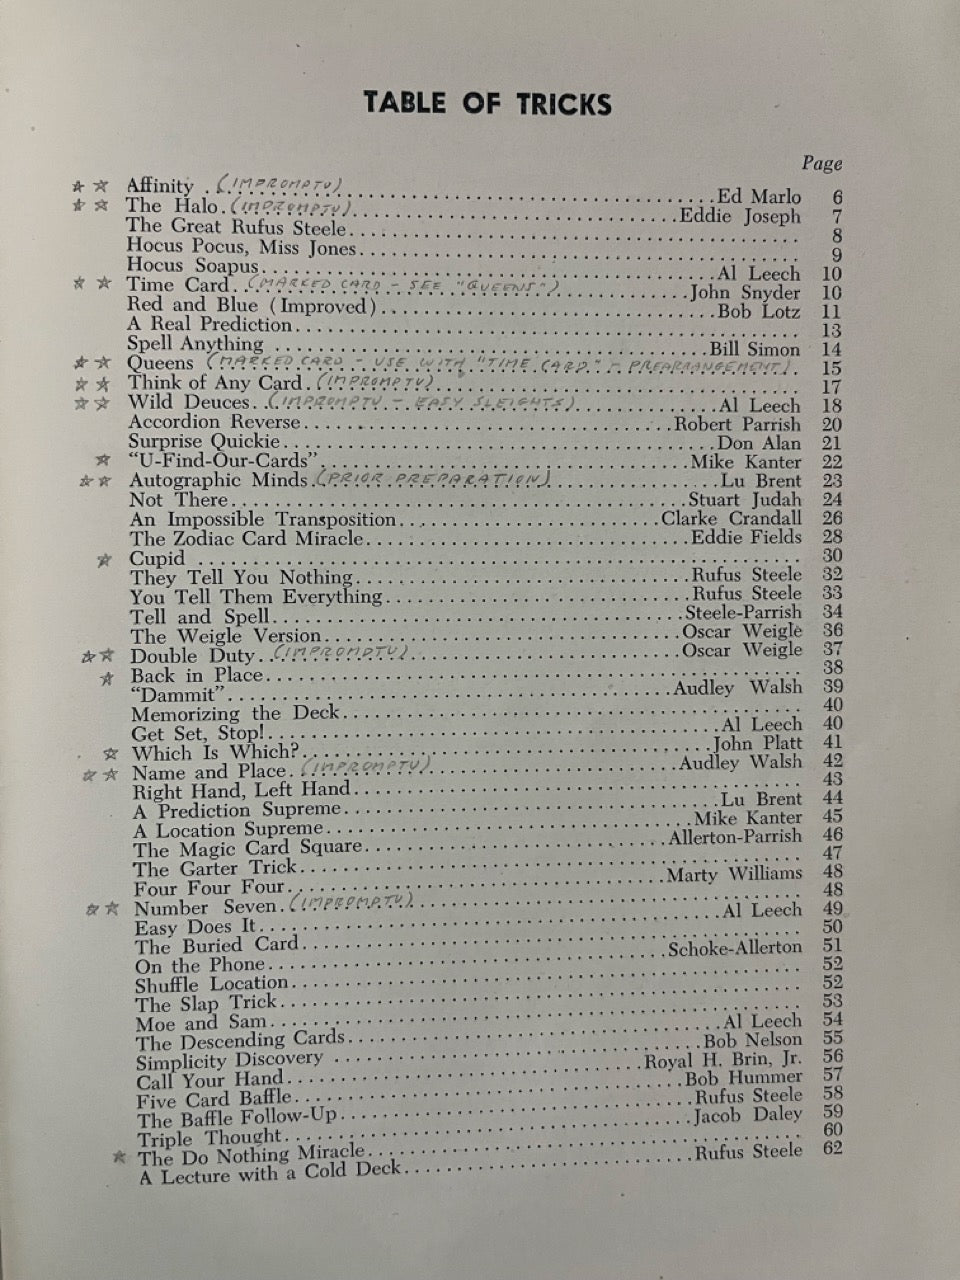 TABLE OF TRICKS
Page
☆ ☆ Affinity . (IMPROMPTU) Ed Marlo 6
☆ ☆ The Halo. (IMPROMPTU) Eddie Joseph 7
The Great Rufus Steele 8
Hocus Pocus, Miss Jones 9
Hocus Soapus Al Leech 10
☆ ☆ Time Card (MARKED CARD - SEE "QUEENS") John Snyder 10
Red and Blue (Improved) Bob Lotz 11
A Real Prediction 13
Spell Anything Bill Simon 14
☆ ☆ Queens (MARKED CARD - USE WITH "TIME CARD" - PREARRANGEMENT) 15
☆ ☆ Think of Any Card (IMPROMPTU) 17
☆ ☆ Wild Deuces (IMPROMPTU - EASY SLEIGHTS) Al Leech 18
Accordion Reverse Robert Parrish 20
Surprise Quickie Don Alan 21
☆ “U-Find-Our-Cards” Mike Kanter 22
☆ ☆ Autographic Minds (PRIOR PREPARATION) Lu Brent 23
Not There Stuart Judah 24
An Impossible Transposition Clarke Crandall 26
The Zodiac Card Miracle Eddie Fields 28
☆ Cupid 30
They Tell You Nothing Rufus Steele 32
You Tell Them Everything Rufus Steele 33
Tell and Spell Steele-Parrish 34
The Weigle Version Oscar Weigle 36
☆ ☆ Double Duty (IMPROMPTU) Oscar Weigle 37
☆ Back in Place 38
“Dammit” Audley Walsh 39
Memorizing the Deck 40
Get Set, Stop! Al Leech 40
☆ Which Is Which? John Platt 41
☆ ☆ Name and Place (IMPROMPTU) Audley Walsh 42
Right Hand, Left Hand 43
A Prediction Supreme Lu Brent 44
A Location Supreme Mike Kanter 45
The Magic Card Square Allerton-Parrish 46
The Garter Trick 47
Four Four Four Marty Williams 48
☆ ☆ Number Seven (IMPROMPTU) 48
Easy Does It Al Leech 49
The Buried Card 50
On the Phone Schoke-Allerton 51
Shuffle Location 52
The Slap Trick 52
Moe and Sam 53
The Descending Cards Al Leech 54
Simplicity Discovery Bob Nelson 55
Call Your Hand Royal H. Brin, Jr. 56
Five Card Baffle Bob Hummer 57
The Baffle Follow-Up Rufus Steele 58
Triple Thought Jacob Daley 59
☆ The Do Nothing Miracle 60
A Lecture with a Cold Deck Rufus Steele 62